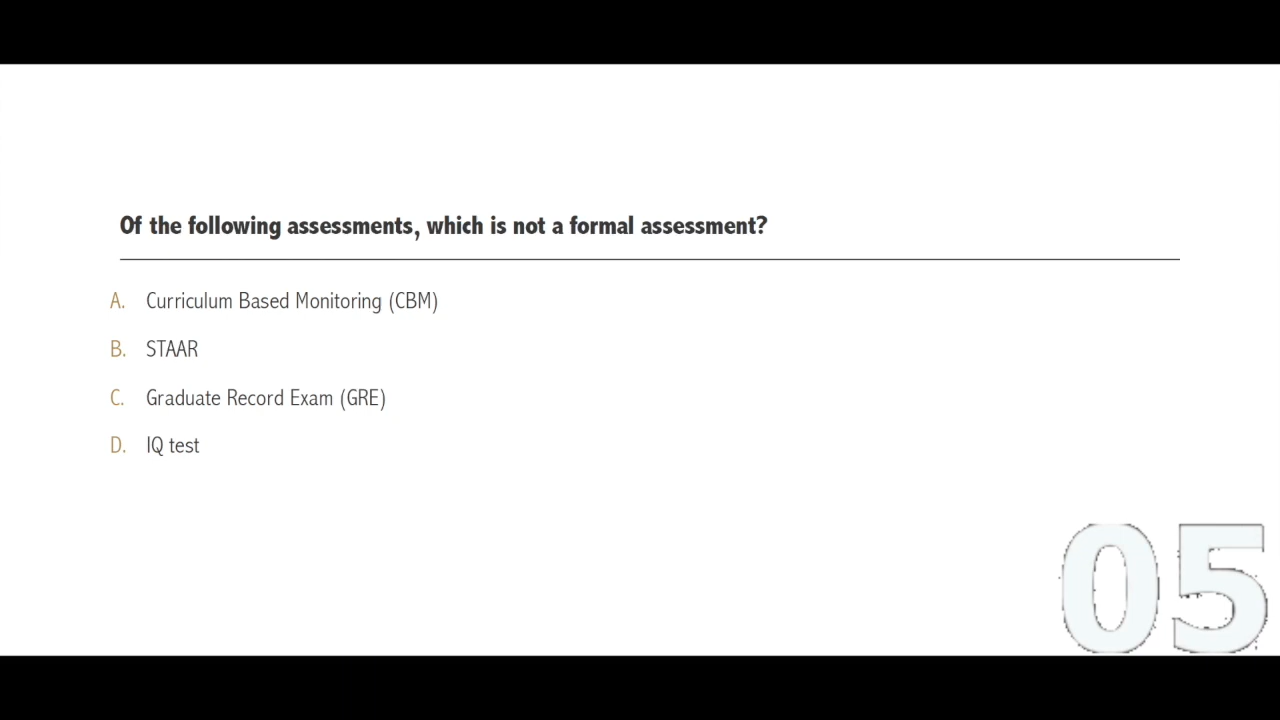 Of the following assessments, which is not a formal assessment?
A. Curriculum Based Monitoring (CBM)
B. STAAR
C. Graduate Record Exam (GRE)
D. IQ test
05